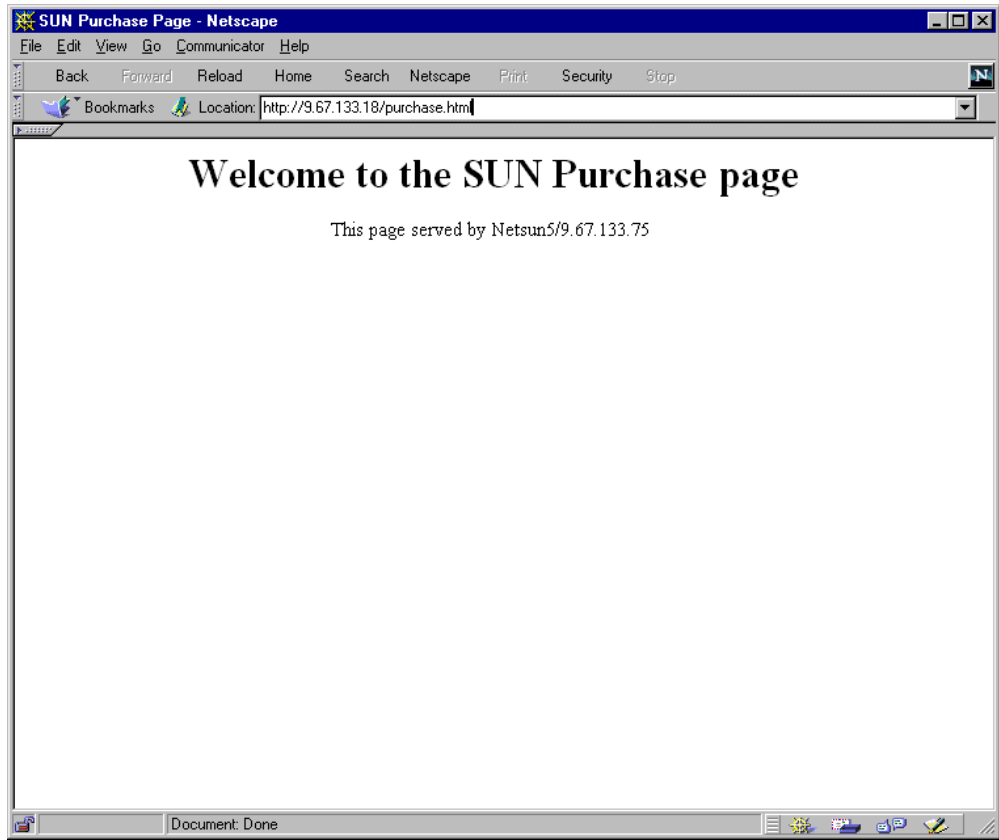 SUN Purchase Page - Netscape
File Edit View Go Communicator Help
Back Forward Reload Home Search Netscape Print Security Stop N
Bookmarks Location: http://9.67.133.18/purchase.html
Welcome to the SUN Purchase page
This page served by Netsun5/9.67.133.75
Document: Done